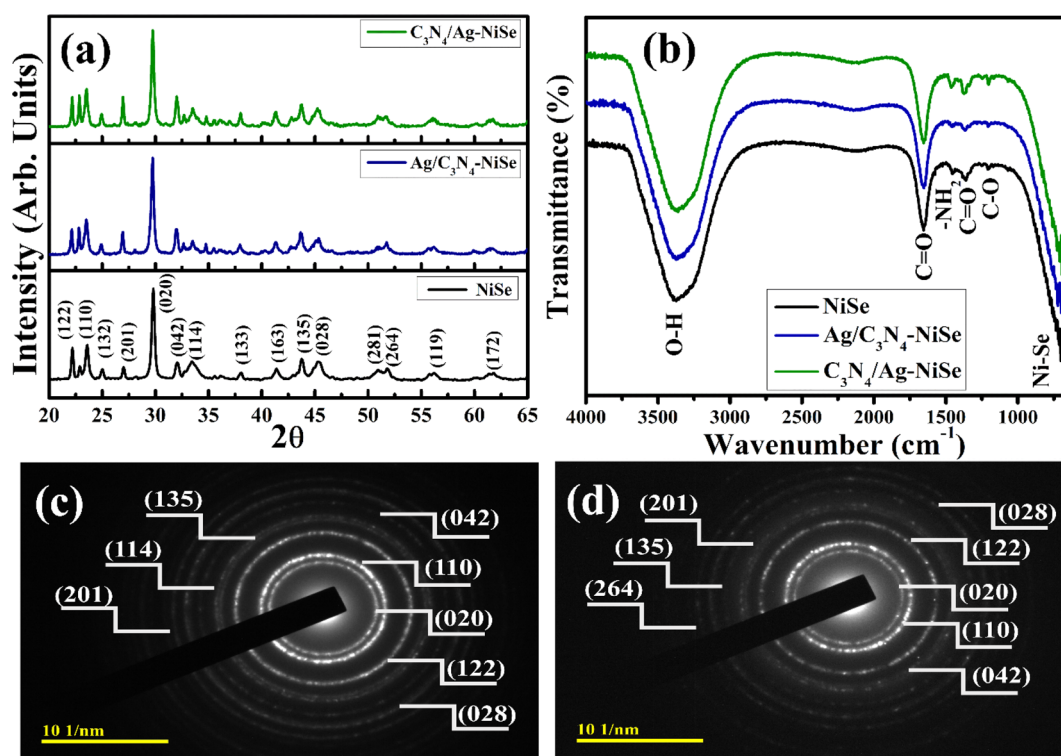 (a)
C₃N₄/Ag-NiSe
Ag/C₃N₄-NiSe
NiSe
Intensity (Arb. Units)
(122)
(110)
(132)
(201)
(020)
(042)
(114)
(133)
(163)
(135)
(028)
(281)
(264)
(119)
(172)
20 25 30 35 40 45 50 55 60 65
2θ
(b)
Transmittance (%)
O-H
C=O
-NH₂
C=O
C-O
Ni-Se
NiSe
Ag/C₃N₄-NiSe
C₃N₄/Ag-NiSe
4000 3500 3000 2500 2000 1500 1000
Wavenumber (cm⁻¹)
(c)
(135)
(114)
(201)
(042)
(110)
(020)
(122)
(028)
10 1/nm
(d)
(201)
(135)
(264)
(028)
(122)
(020)
(110)
(042)
10 1/nm